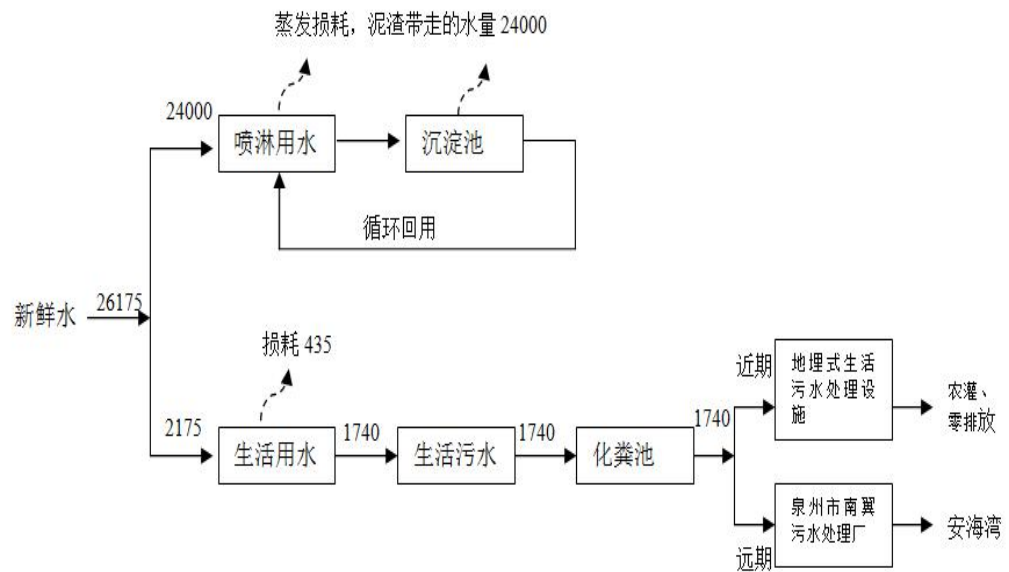 蒸发损耗，泥渣带走的水量 24000
24000
喷淋用水
沉淀池
循环回用
新鲜水
26175
损耗 435
2175
生活用水
1740
生活污水
1740
化粪池
1740
近期
地埋式生活
污水处理设
施
农灌、
零排放
远期
泉州市南翼
污水处理厂
安海湾